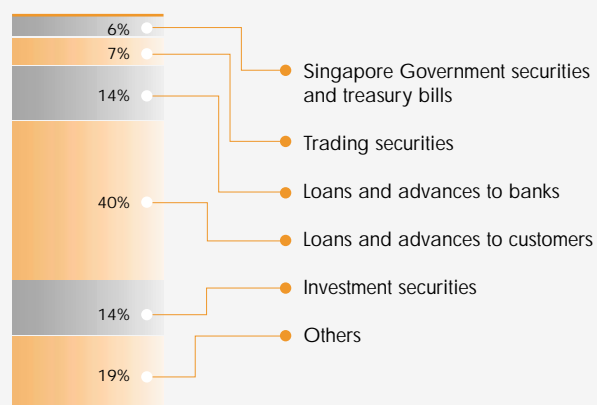 6%
7%
14%
40%
14%
19%
Singapore Government securities
and treasury bills
Trading securities
Loans and advances to banks
Loans and advances to customers
Investment securities
Others